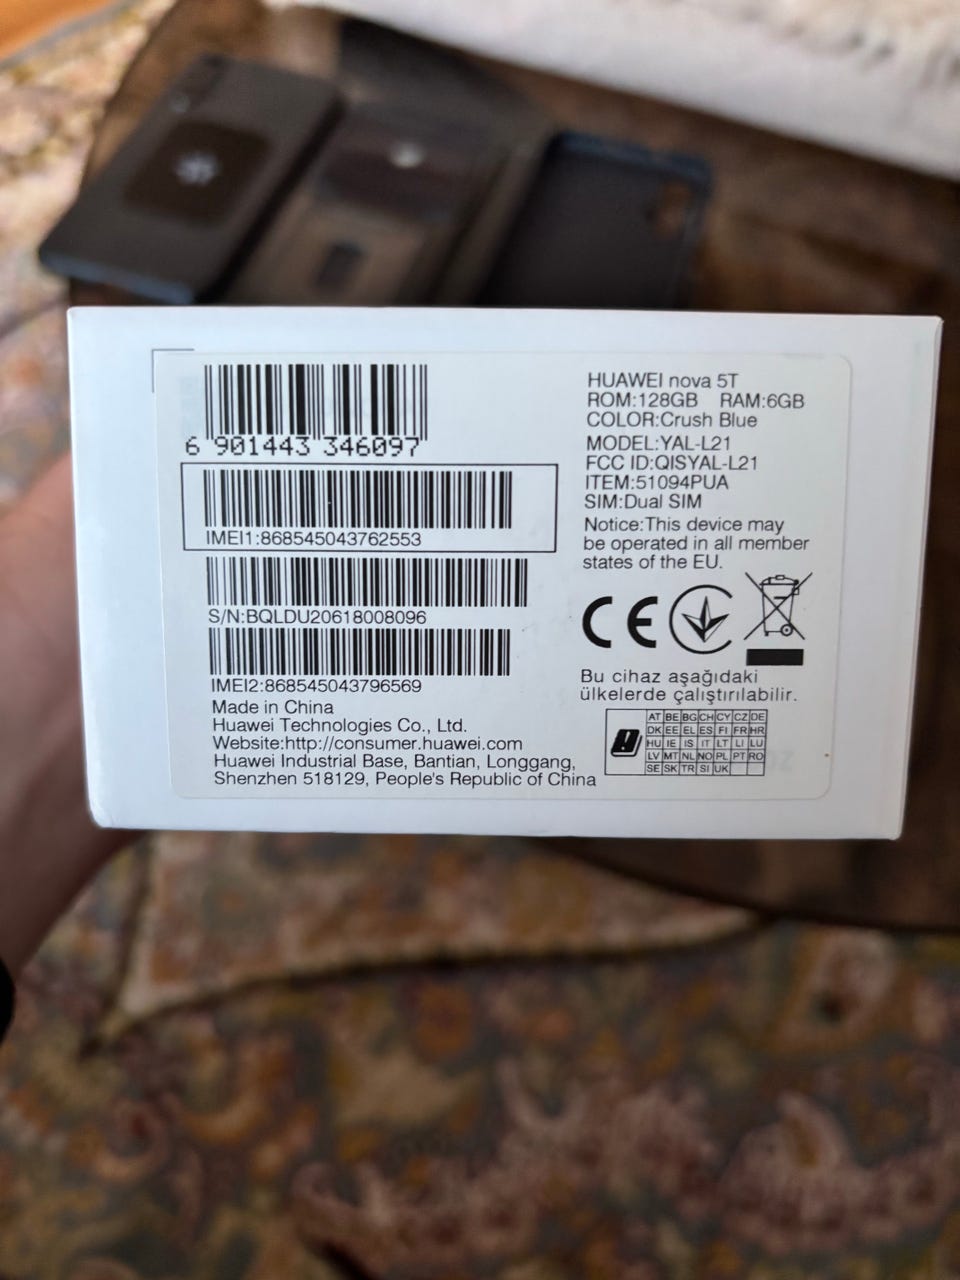 6 901443 346097
IMEI1:868545043762553
S/N:BQLDU20618008096
IMEI2:868545043796569
Made in China
Huawei Technologies Co., Ltd.
Website:http://consumer.huawei.com
Huawei Industrial Base, Bantian, Longgang,
Shenzhen 518129, People's Republic of China
HUAWEI nova 5T
ROM:128GB RAM:6GB
COLOR:Crush Blue
MODEL:YAL-L21
FCC ID:QISYAL-L21
ITEM:51094PUA
SIM:Dual SIM
Notice:This device may
be operated in all member
states of the EU.
CE
Bu cihaz aşağıdaki
ülkelerde çalıştırılabilir.
AT BE BG CH CY CZ DE
DK EE EL ES FI FR HR
HU IE IS IT LT LI LU
LV MT NL NO PL PT RO
SE SK TR SI UK